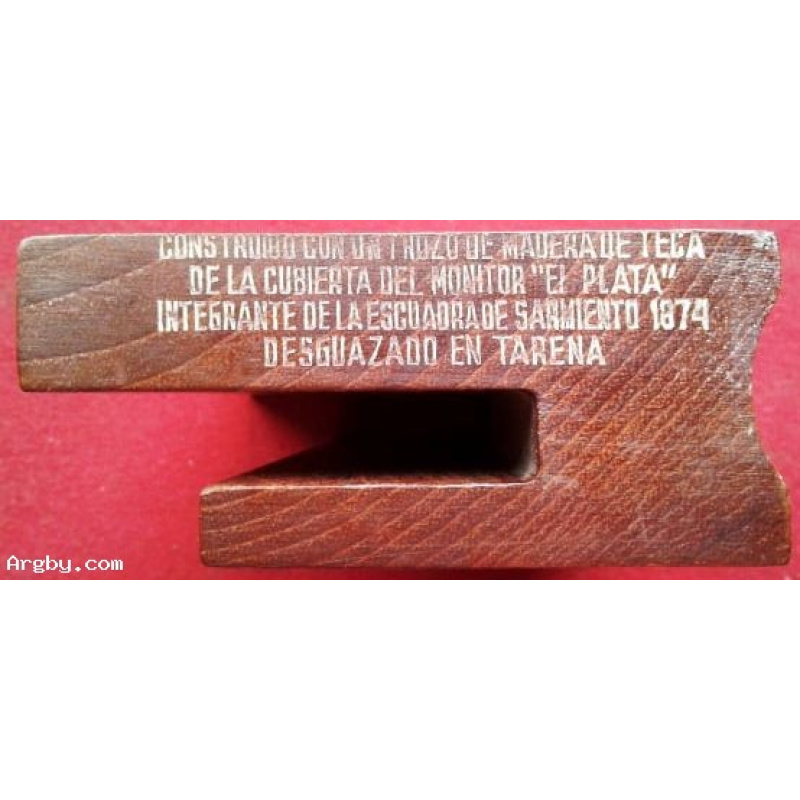 CONSTRUIDO CON UN TROZO DE MADERA DE TECA
DE LA CUBIERTA DEL MONITOR "EL PLATA"
INTEGRANTE DE LA ESCUADRA DE SARMIENTO 1874
DESGUAZADO EN TARENA
Argby.com